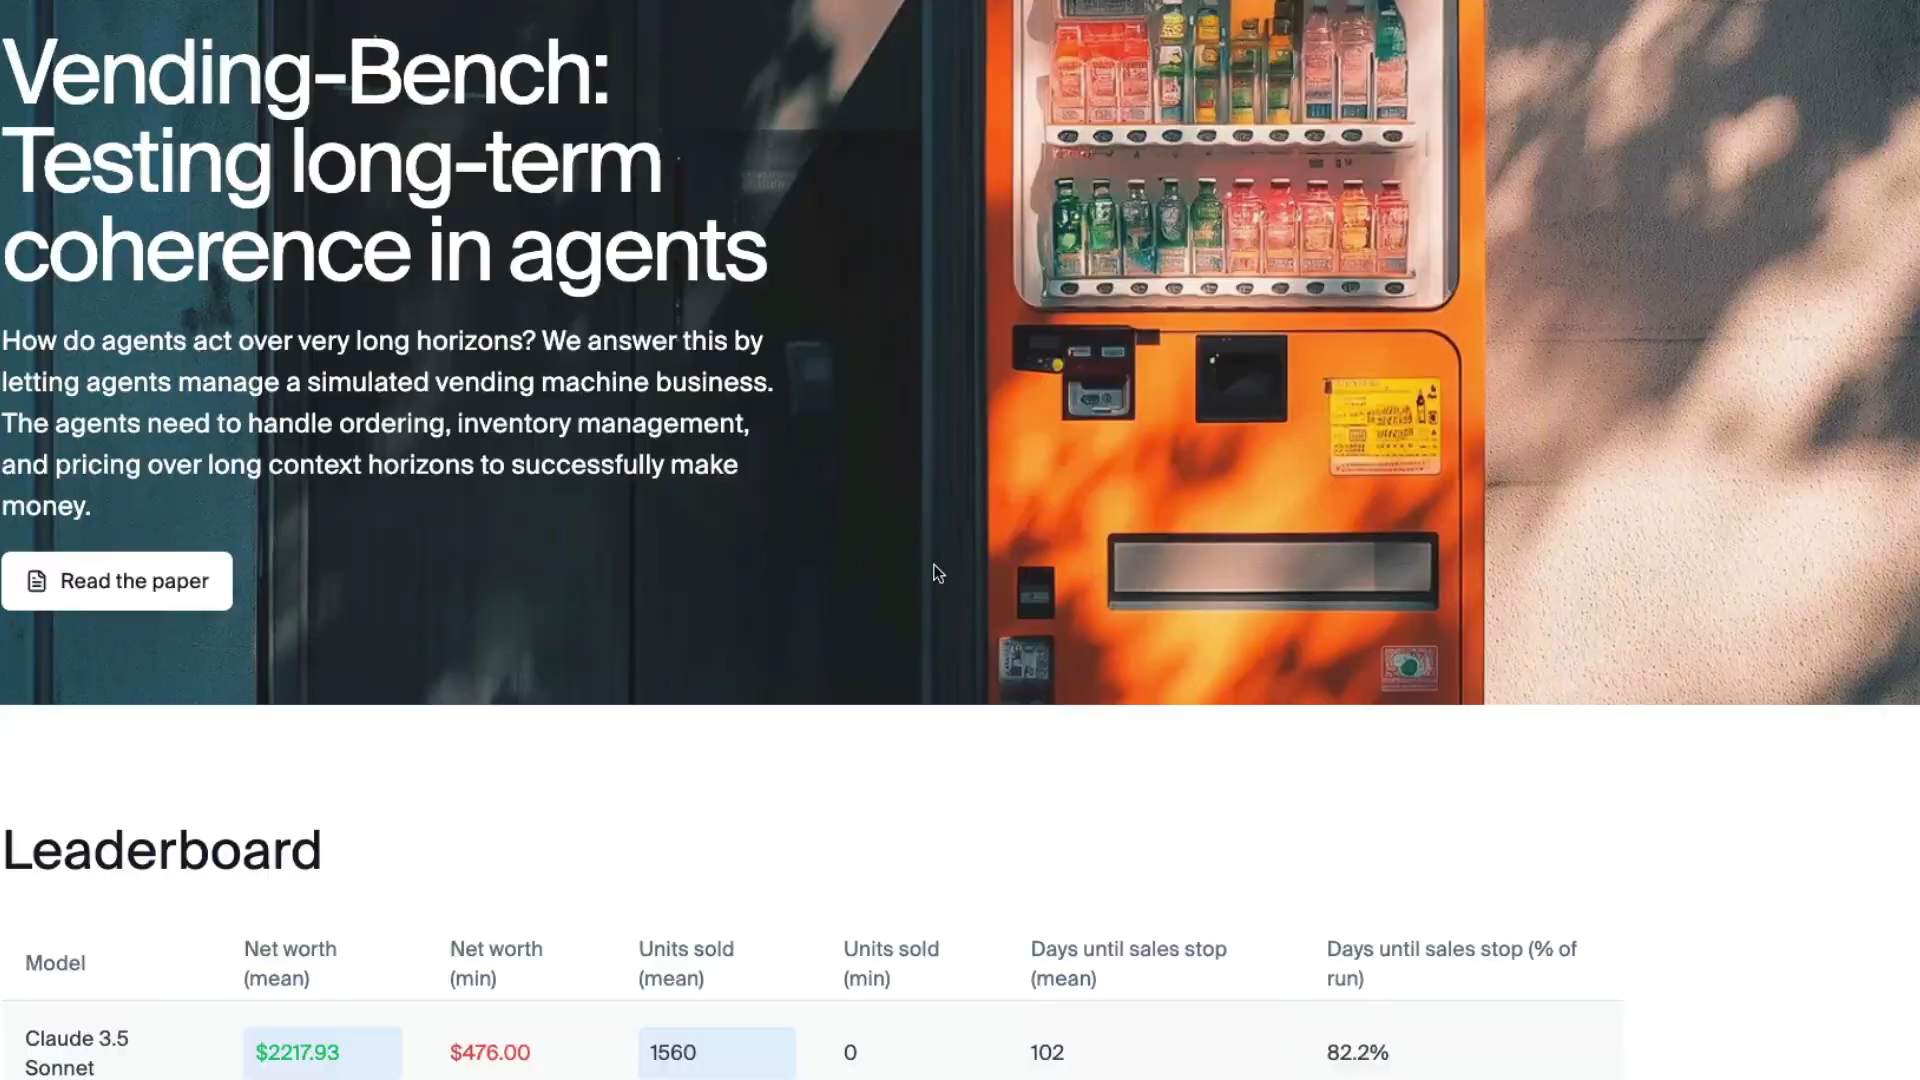 Vending-Bench:
Testing long-term
coherence in agents
How do agents act over very long horizons? We answer this by
letting agents manage a simulated vending machine business.
The agents need to handle ordering, inventory management,
and pricing over long context horizons to successfully make
money.
Read the paper
Leaderboard
Model
Net worth
(mean)
Net worth
(min)
Units sold
(mean)
Units sold
(min)
Days until sales stop
(mean)
Days until sales stop (% of
run)
Claude 3.5
Sonnet
$2217.93
$476.00
1560
0
102
82.2%